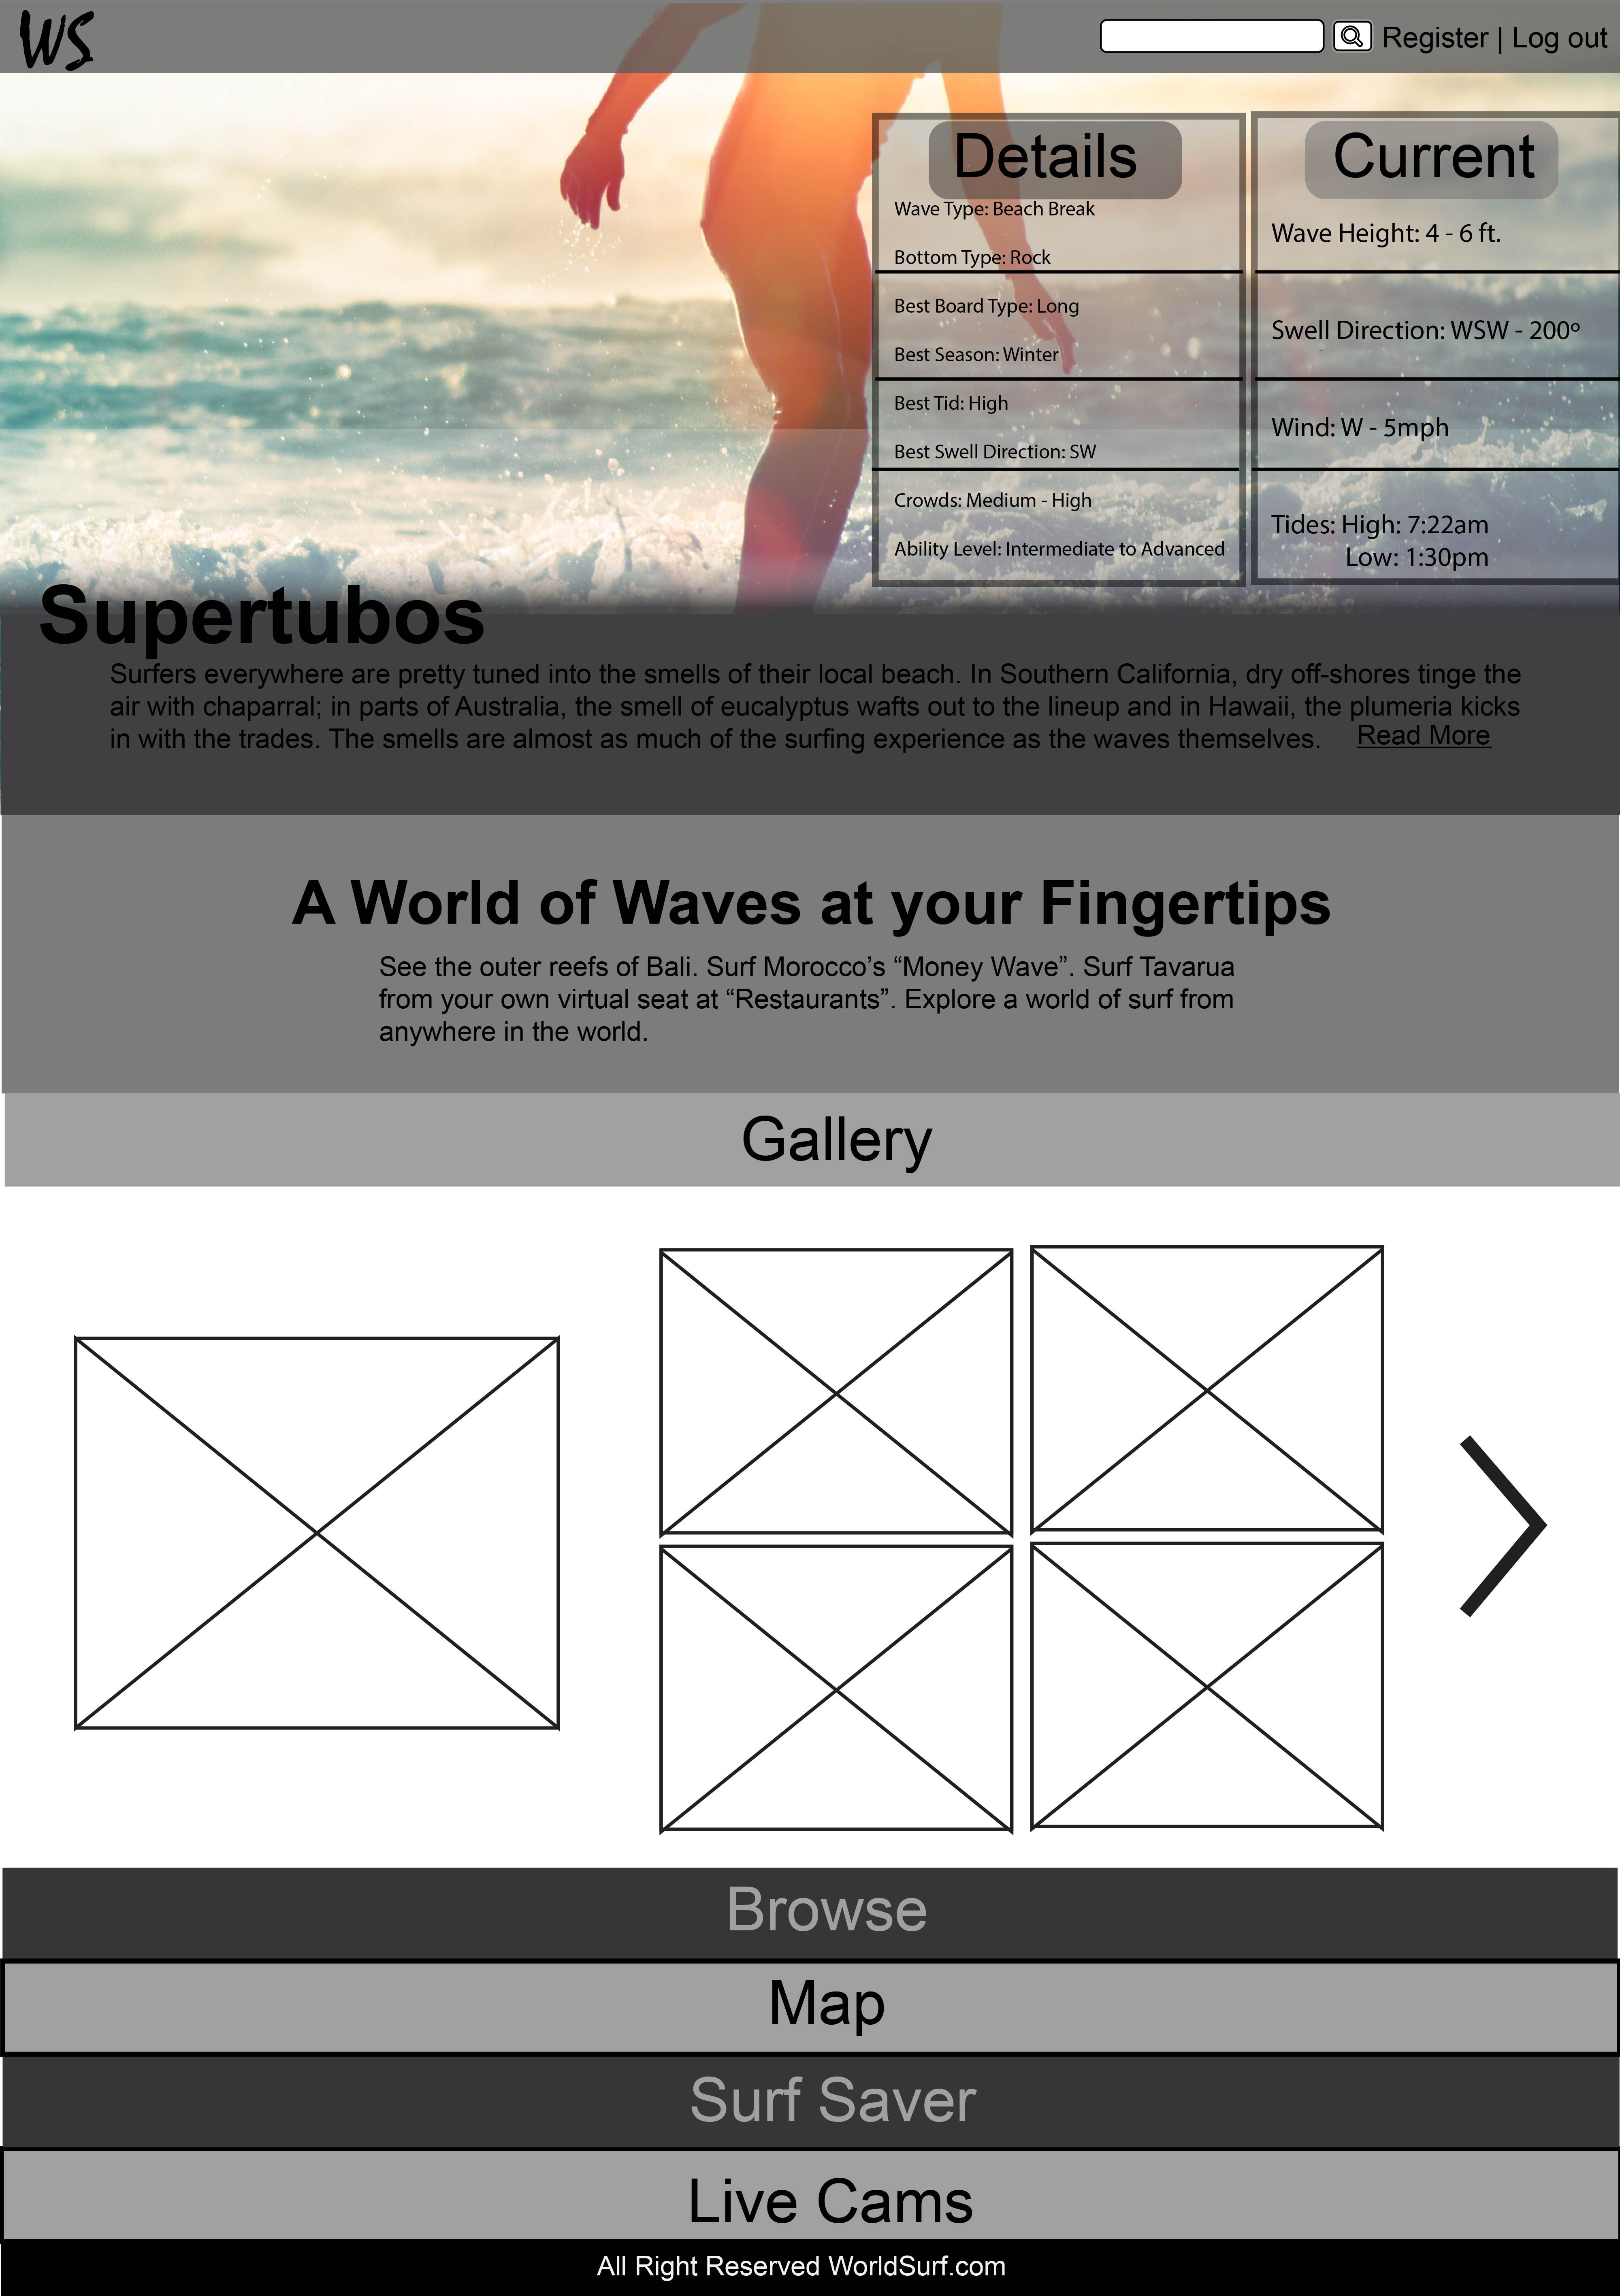 WS
Register | Log out
Details
Wave Type: Beach Break
Bottom Type: Rock
Best Board Type: Long
Best Season: Winter
Best Tid: High
Best Swell Direction: SW
Crowds: Medium - High
Ability Level: Intermediate to Advanced
Current
Wave Height: 4 - 6 ft.
Swell Direction: WSW - 200º
Wind: W - 5mph
Tides: High: 7:22am
Low: 1:30pm
Supertubos
Surfers everywhere are pretty tuned into the smells of their local beach. In Southern California, dry off-shores tinge the
air with chaparral; in parts of Australia, the smell of eucalyptus wafts out to the lineup and in Hawaii, the plumeria kicks
in with the trades. The smells are almost as much of the surfing experience as the waves themselves. Read More
A World of Waves at your Fingertips
See the outer reefs of Bali. Surf Morocco’s “Money Wave”. Surf Tavarua
from your own virtual seat at “Restaurants”. Explore a world of surf from
anywhere in the world.
Gallery
Browse
Map
Surf Saver
Live Cams
All Right Reserved WorldSurf.com